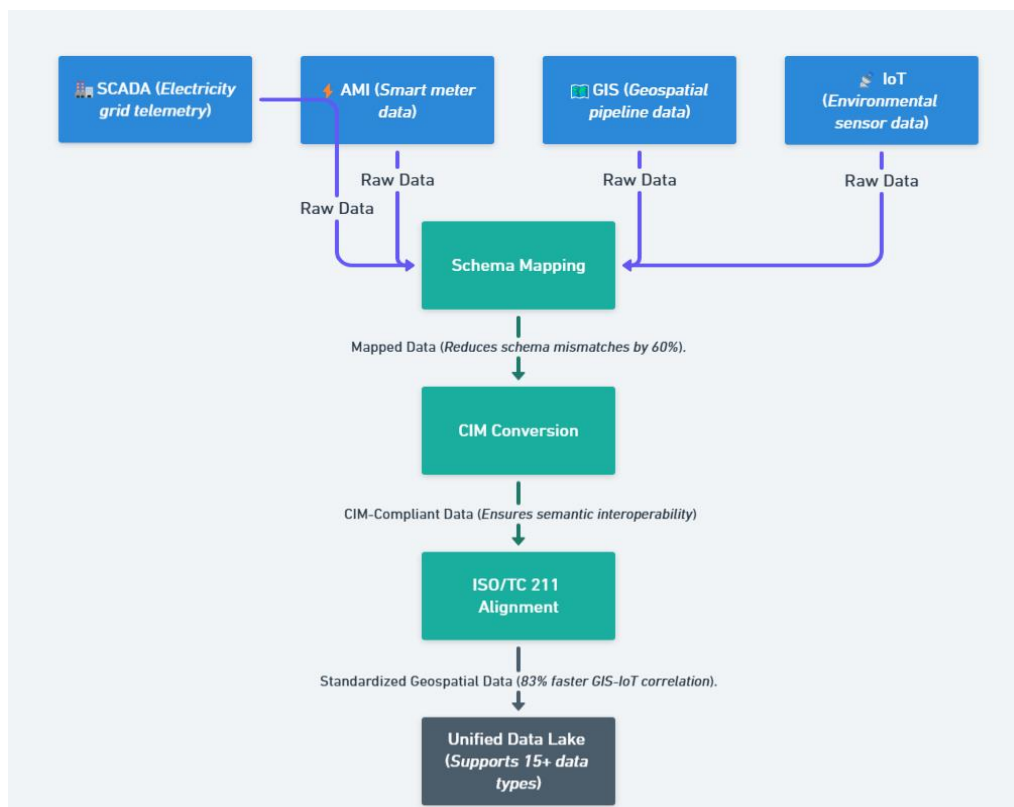 SCADA (Electricity
grid telemetry)
AMI (Smart meter
data)
GIS (Geospatial
pipeline data)
IoT
(Environmental
sensor data)
Raw Data
Raw Data
Raw Data
Raw Data
Schema Mapping
Mapped Data (Reduces schema mismatches by 60%).
CIM Conversion
CIM-Compliant Data (Ensures semantic interoperability)
ISO/TC 211
Alignment
Standardized Geospatial Data (83% faster GIS-IoT correlation).
Unified Data Lake
(Supports 15+ data
types)